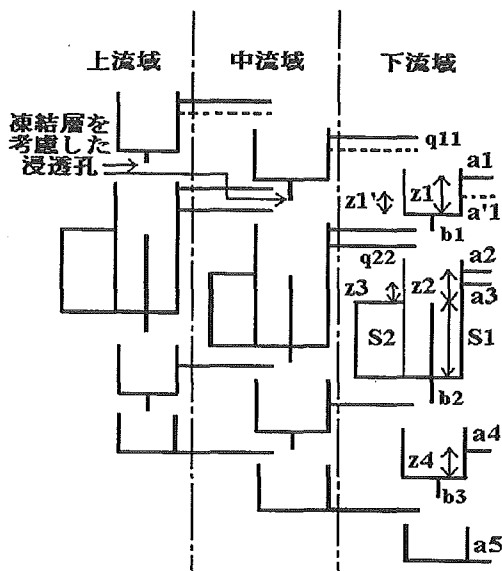 上流域
中流域
下流域
凍結層を
考慮した
浸透孔
q11
a1
z1' z1
a'1
b1
q22
a2
z3 z2
a3
S2 S1
b2
a4
z4
b3
a5